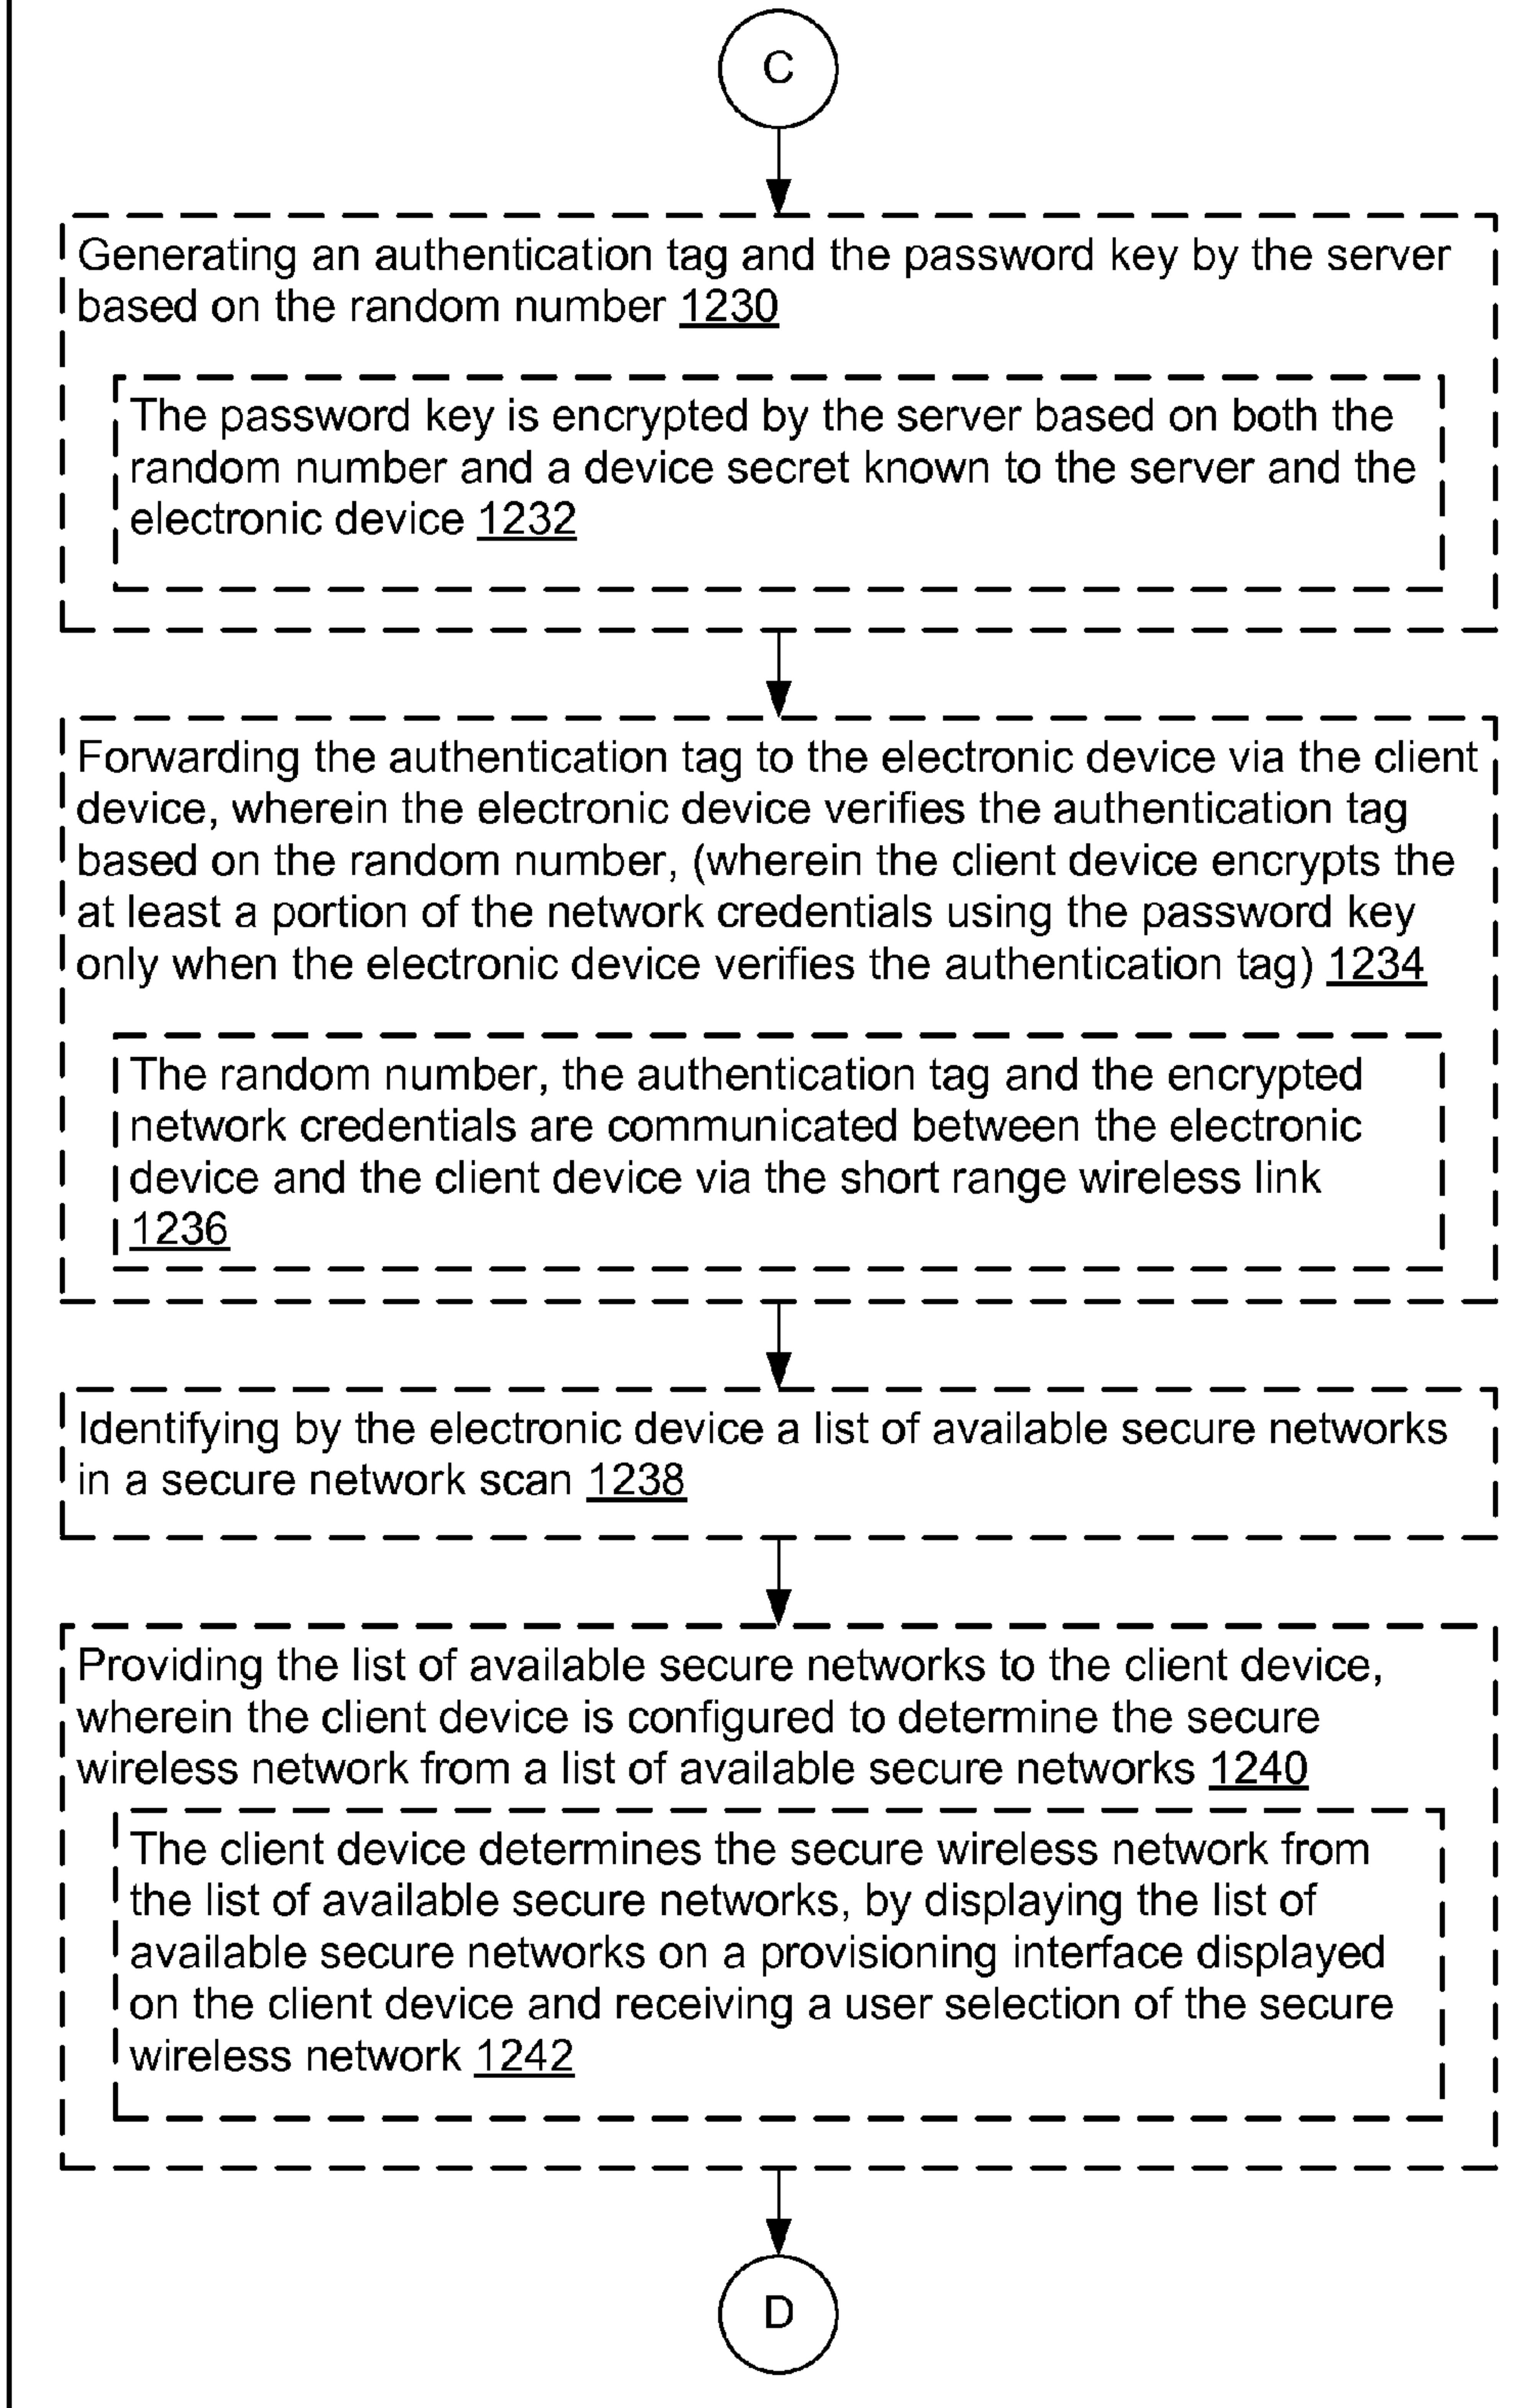 C
Generating an authentication tag and the password key by the server
based on the random number 1230
The password key is encrypted by the server based on both the
random number and a device secret known to the server and the
electronic device 1232
Forwarding the authentication tag to the electronic device via the client
device, wherein the electronic device verifies the authentication tag
based on the random number, (wherein the client device encrypts the
at least a portion of the network credentials using the password key
only when the electronic device verifies the authentication tag) 1234
The random number, the authentication tag and the encrypted
network credentials are communicated between the electronic
device and the client device via the short range wireless link
1236
Identifying by the electronic device a list of available secure networks
in a secure network scan 1238
Providing the list of available secure networks to the client device,
wherein the client device is configured to determine the secure
wireless network from a list of available secure networks 1240
The client device determines the secure wireless network from
the list of available secure networks, by displaying the list of
available secure networks on a provisioning interface displayed
on the client device and receiving a user selection of the secure
wireless network 1242
D